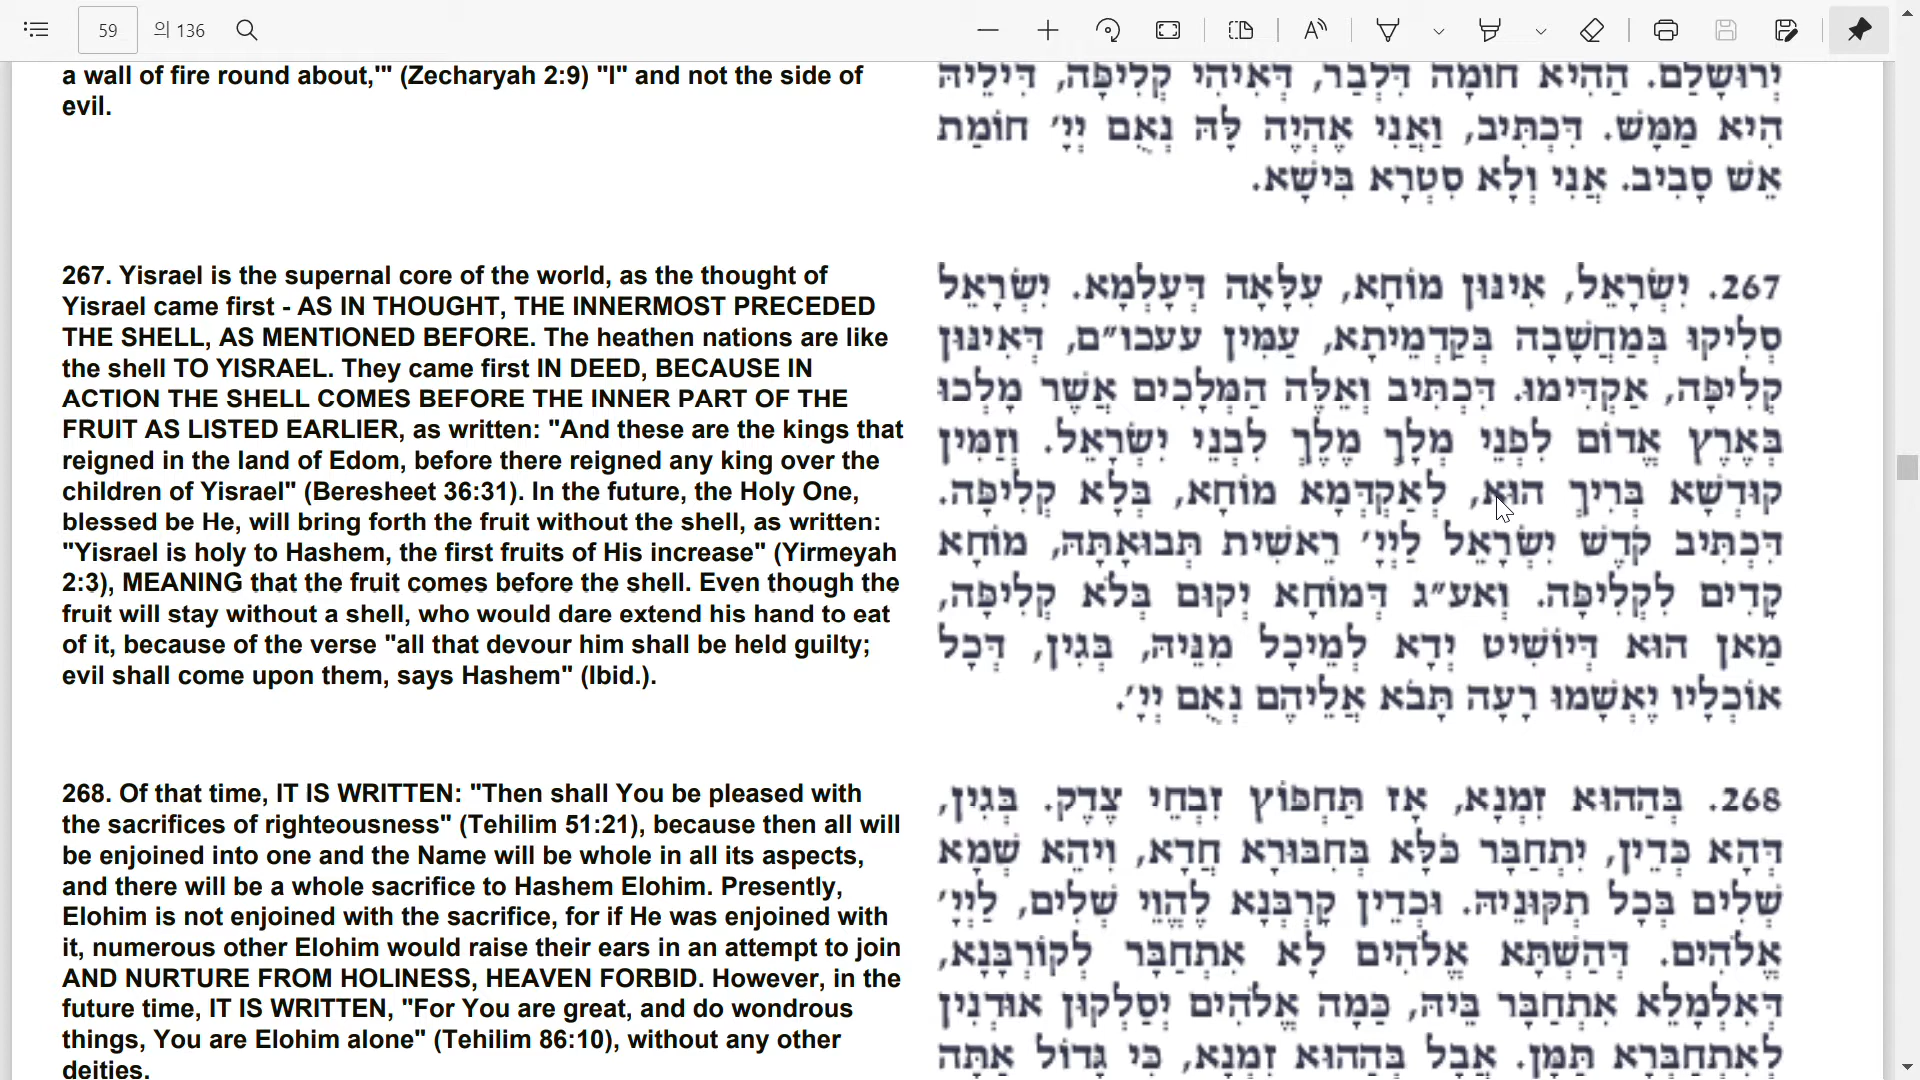 59 의 136
a wall of fire round about,'" (Zecharyah 2:9) "I" and not the side of
evil.
267. Yisrael is the supernal core of the world, as the thought of
Yisrael came first - AS IN THOUGHT, THE INNERMOST PRECEDED
THE SHELL, AS MENTIONED BEFORE. The heathen nations are like
the shell TO YISRAEL. They came first IN DEED, BECAUSE IN
ACTION THE SHELL COMES BEFORE THE INNER PART OF THE
FRUIT AS LISTED EARLIER, as written: "And these are the kings that
reigned in the land of Edom, before there reigned any king over the
children of Yisrael" (Beresheet 36:31). In the future, the Holy One,
blessed be He, will bring forth the fruit without the shell, as written:
"Yisrael is holy to Hashem, the first fruits of His increase" (Yirmeyah
2:3), MEANING that the fruit comes before the shell. Even though the
fruit will stay without a shell, who would dare extend his hand to eat
of it, because of the verse "all that devour him shall be held guilty;
evil shall come upon them, says Hashem" (Ibid.).
268. Of that time, IT IS WRITTEN: "Then shall You be pleased with
the sacrifices of righteousness" (Tehilim 51:21), because then all will
be enjoined into one and the Name will be whole in all its aspects,
and there will be a whole sacrifice to Hashem Elohim. Presently,
Elohim is not enjoined with the sacrifice, for if He was enjoined with
it, numerous other Elohim would raise their ears in an attempt to join
AND NURTURE FROM HOLINESS, HEAVEN FORBID. However, in the
future time, IT IS WRITTEN, "For You are great, and do wondrous
things, You are Elohim alone" (Tehilim 86:10), without any other
deities.
יְרוּשָׁלַם. הַהִיא חוֹמָה דִּלְבַר, דְּאִיהִי קְלִיפָּה, דִּילֵיהּ
הִיא מַמָּשׁ. דִּכְתִּיב, וַאֲנִי אֶהְיֶה לָּהּ נְאֻם יְיָ׳ חוֹמַת
אֵשׁ סָבִיב. אֲנִי וְלָא סִטְרָא בִּישָׁא.
267. יִשְׂרָאֵל, אִינּוּן מוֹחָא, עִלָּאָה דְּעָלְמָא. יִשְׂרָאֵל
סְלִיקוּ בְּמַחֲשָׁבָה בְּקַדְמֵיתָא, עַמִּין עעכו״ם, דְּאִינּוּן
קְלִיפָּה, אַקְדִּימוּ. דִּכְתִּיב וְאֵלֶּה הַמְּלָכִים אֲשֶׁר מָלְכוּ
בְּאֶרֶץ אֱדוֹם לִפְנֵי מְלָךְ מֶלֶךְ לִבְנֵי יִשְׂרָאֵל. וְזַמִּין
קוּדְשָׁא בְּרִיךְ הוּא, לְאַקְדְּמָא מוֹחָא, בְּלָא קְלִיפָּה.
דִּכְתִּיב קֹדֶשׁ יִשְׂרָאֵל לַיְיָ׳ רֵאשִׁית תְּבוּאָתֹה, מוֹחָא
קָדִים לִקְלִיפָּה. וְאע״ג דְּמוֹחָא יְקוּם בְּלֹא קְלִיפָּה,
מַאן הוּא דְּיוֹשִׁיט יְדָא לְמֵיכָל מִנֵּיהּ, בְּגִין, דְּכָל
אוֹכְלָיו יֶאְשָׁמוּ רָעָה תָּבֹא אֲלֵיהֶם נְאֻם יְיָ׳.
268. בְּהַהוּא זִמְנָא, אָז תַּחְפּוֹץ זִבְחֵי צֶדֶק. בְּגִין,
דְּהָא כְּדֵין, יִתְחַבָּר כֹּלָּא בְּחִבּוּרָא חֲדָא, וִיהֵא שְׁמָא
שְׁלִים בְּכָל תִּקּוּנֵיהּ. וּכְדֵין קָרְבְּנָא לֶהֱוֵי שְׁלִים, לַיְיָ׳
אֱלֹהִים. דְּהַשְׁתָּא אֱלֹהִים לָא אִתְחַבָּר לְקוֹרְבָּנָא,
דְּאִלְמָלֵא אִתְחַבָּר בֵּיהּ, כַּמָה אֱלֹהִים יְסַלְקוּן אוּדְנִין
לְאִתְחַבְּרָא תַּמָּן. אֲבָל בְּהַהוּא זִמְנָא, כִּי גָדוֹל אַתָּה